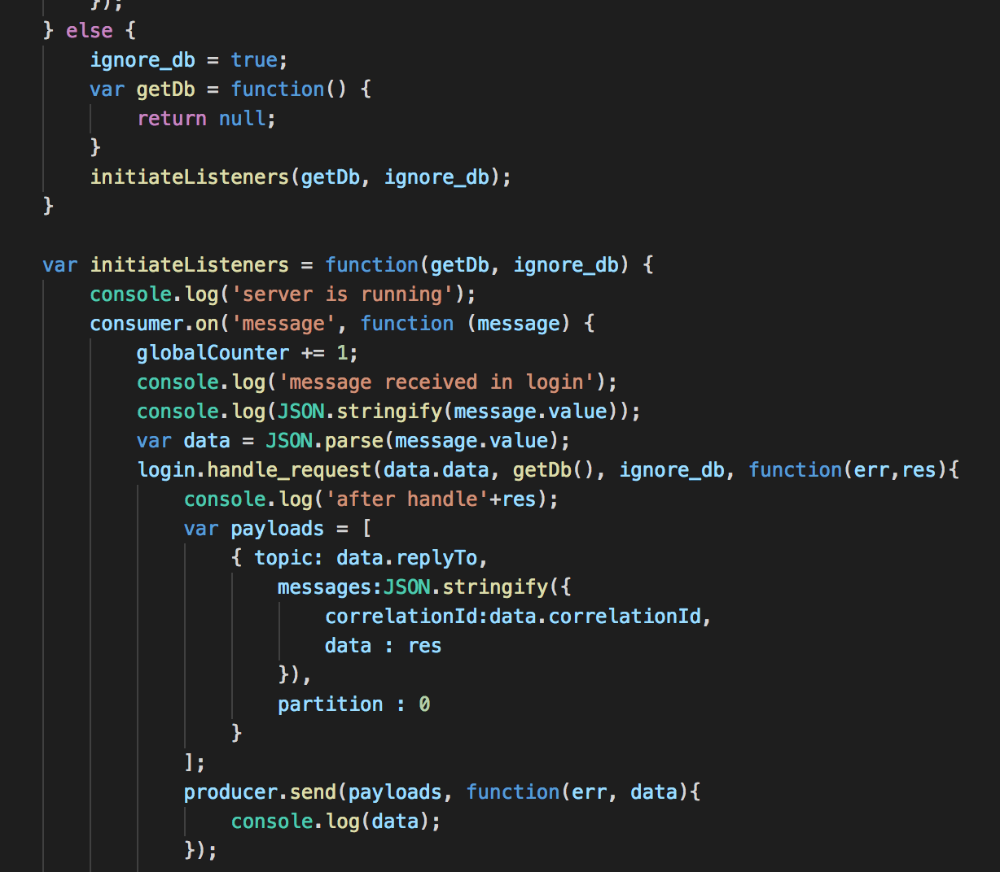 });
} else {
ignore_db = true;
var getDb = function() {
return null;
}
initiateListeners(getDb, ignore_db);
}
var initiateListeners = function(getDb, ignore_db) {
console.log('server is running');
consumer.on('message', function (message) {
globalCounter += 1;
console.log('message received in login');
console.log(JSON.stringify(message.value));
var data = JSON.parse(message.value);
login.handle_request(data.data, getDb(), ignore_db, function(err,res){
console.log('after handle'+res);
var payloads = [
{ topic: data.replyTo,
messages:JSON.stringify({
correlationId:data.correlationId,
data : res
}),
partition : 0
}
];
producer.send(payloads, function(err, data){
console.log(data);
});